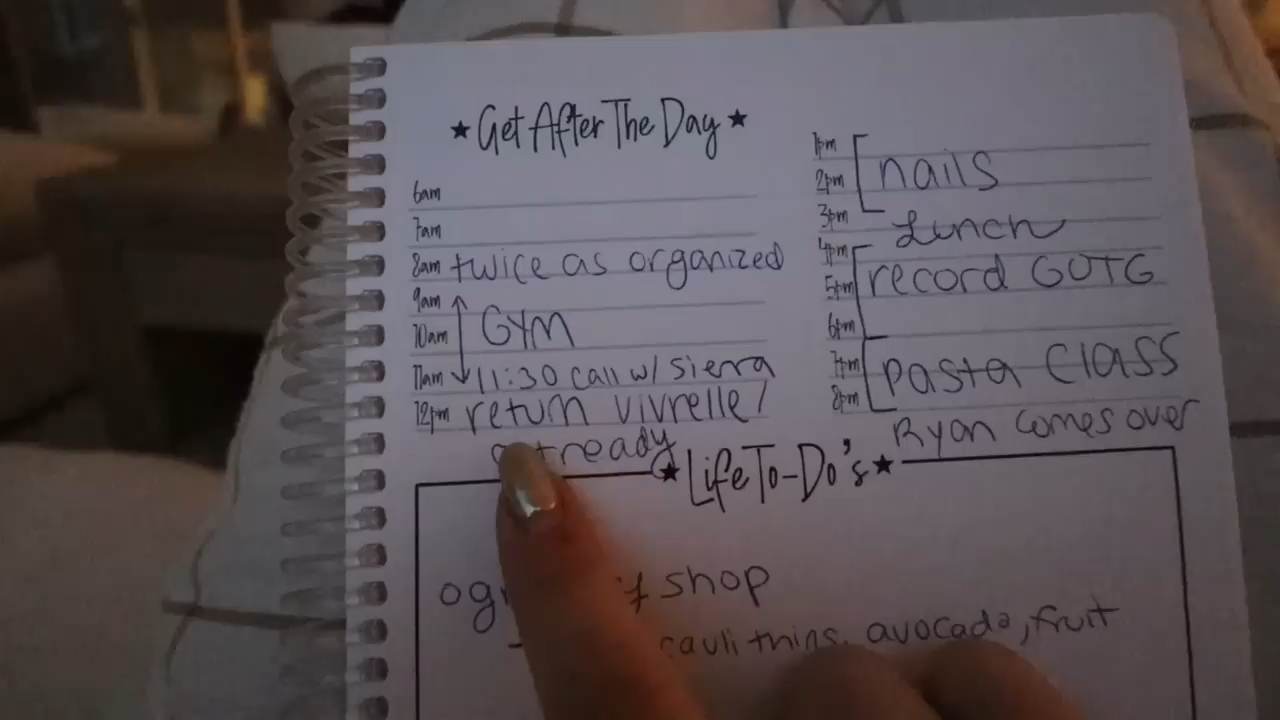 ★ Get After The Day ★
6am
7am
8am twice as organized
9am
10am GYM
11am 11:30 call w/ sierra
12pm return vivrelle/
ready
1pm
2pm nails
3pm Lunch
4pm
5pm record GOTG
6pm
7pm pasta class
8pm
Ryan comes over
★ Life To-Do's ★
shop
cauli thins, avocado, fruit